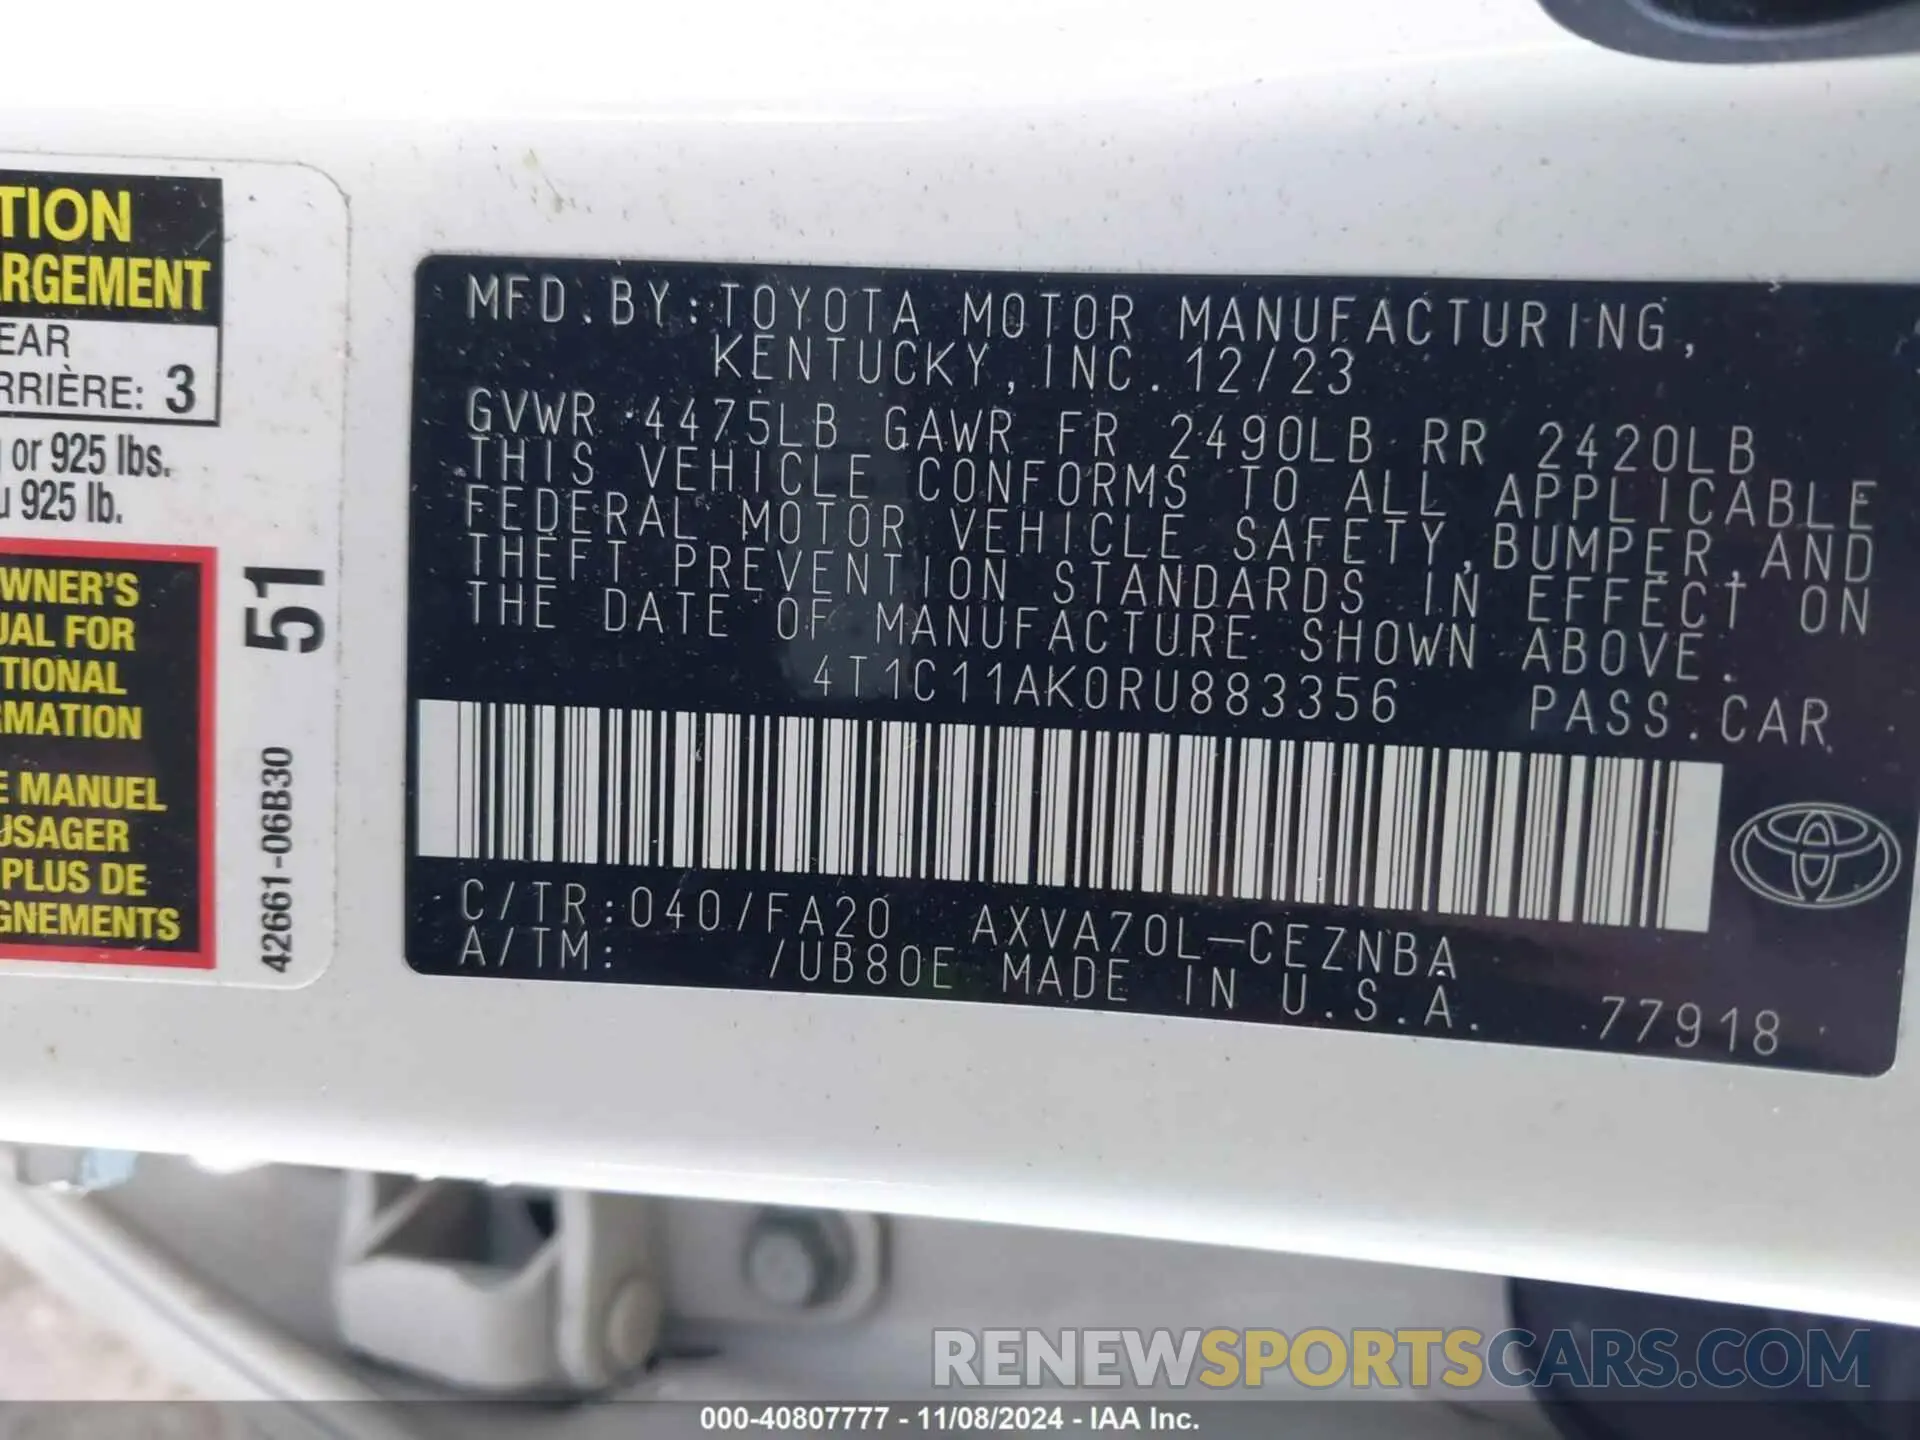 TION
RGEMENT
EAR
RRIÈRE: 3
or 925 lbs.
925 lb.
WNER'S
UAL FOR
TIONAL
RMATION
E MANUEL
USAGER
PLUS DE
GNEMENTS
51
42661-06B30
MFD.BY:TOYOTA MOTOR MANUFACTURING,
KENTUCKY,INC. 12/23
GVWR 4475LB GAWR FR 2490LB RR 2420LB
THIS VEHICLE CONFORMS TO ALL APPLICABLE
FEDERAL MOTOR VEHICLE SAFETY,BUMPER,AND
THEFT PREVENTION STANDARDS IN EFFECT ON
THE DATE OF MANUFACTURE SHOWN ABOVE.
4T1C11AK0RU883356 PASS.CAR
C/TR:040/FA20 AXVA70L-CEZNBA
A/TM: /UB80E MADE IN U.S.A. 77918
RENEWSPORTSCARS.COM
000-40807777 - 11/08/2024 - IAA Inc.